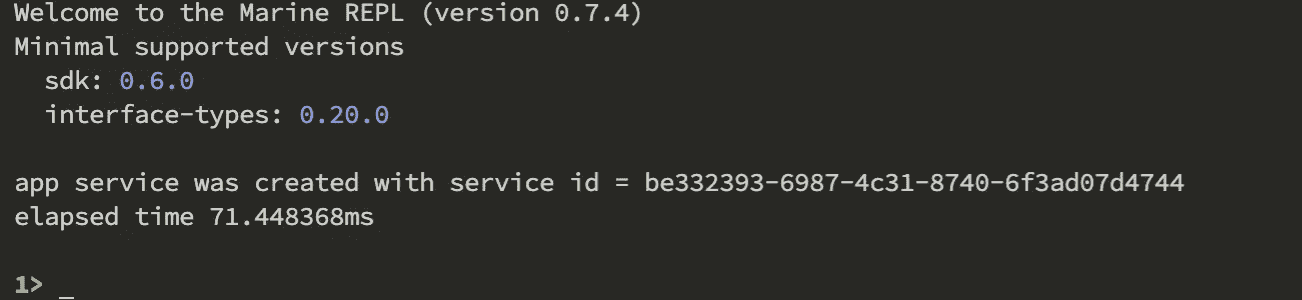 Welcome to the Marine REPL (version 0.7.4)
Minimal supported versions
  sdk: 0.6.0
  interface-types: 0.20.0
app service was created with service id = be332393-6987-4c31-8740-6f3ad07d4744
elapsed time 71.448368ms
1> _